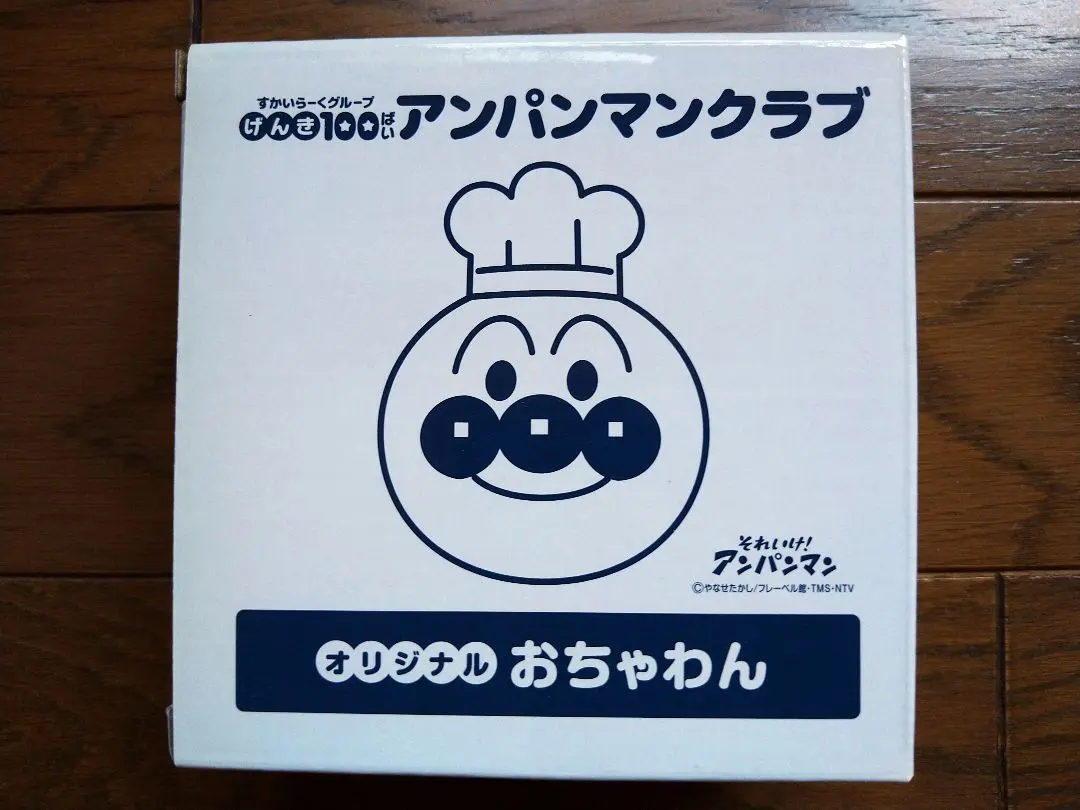 すかいらーくグループ
げんき100ばい アンパンマンクラブ
それいけ!
アンパンマン
©やなせたかし/フレーベル館・TMS・NTV
オリジナル おちゃわん